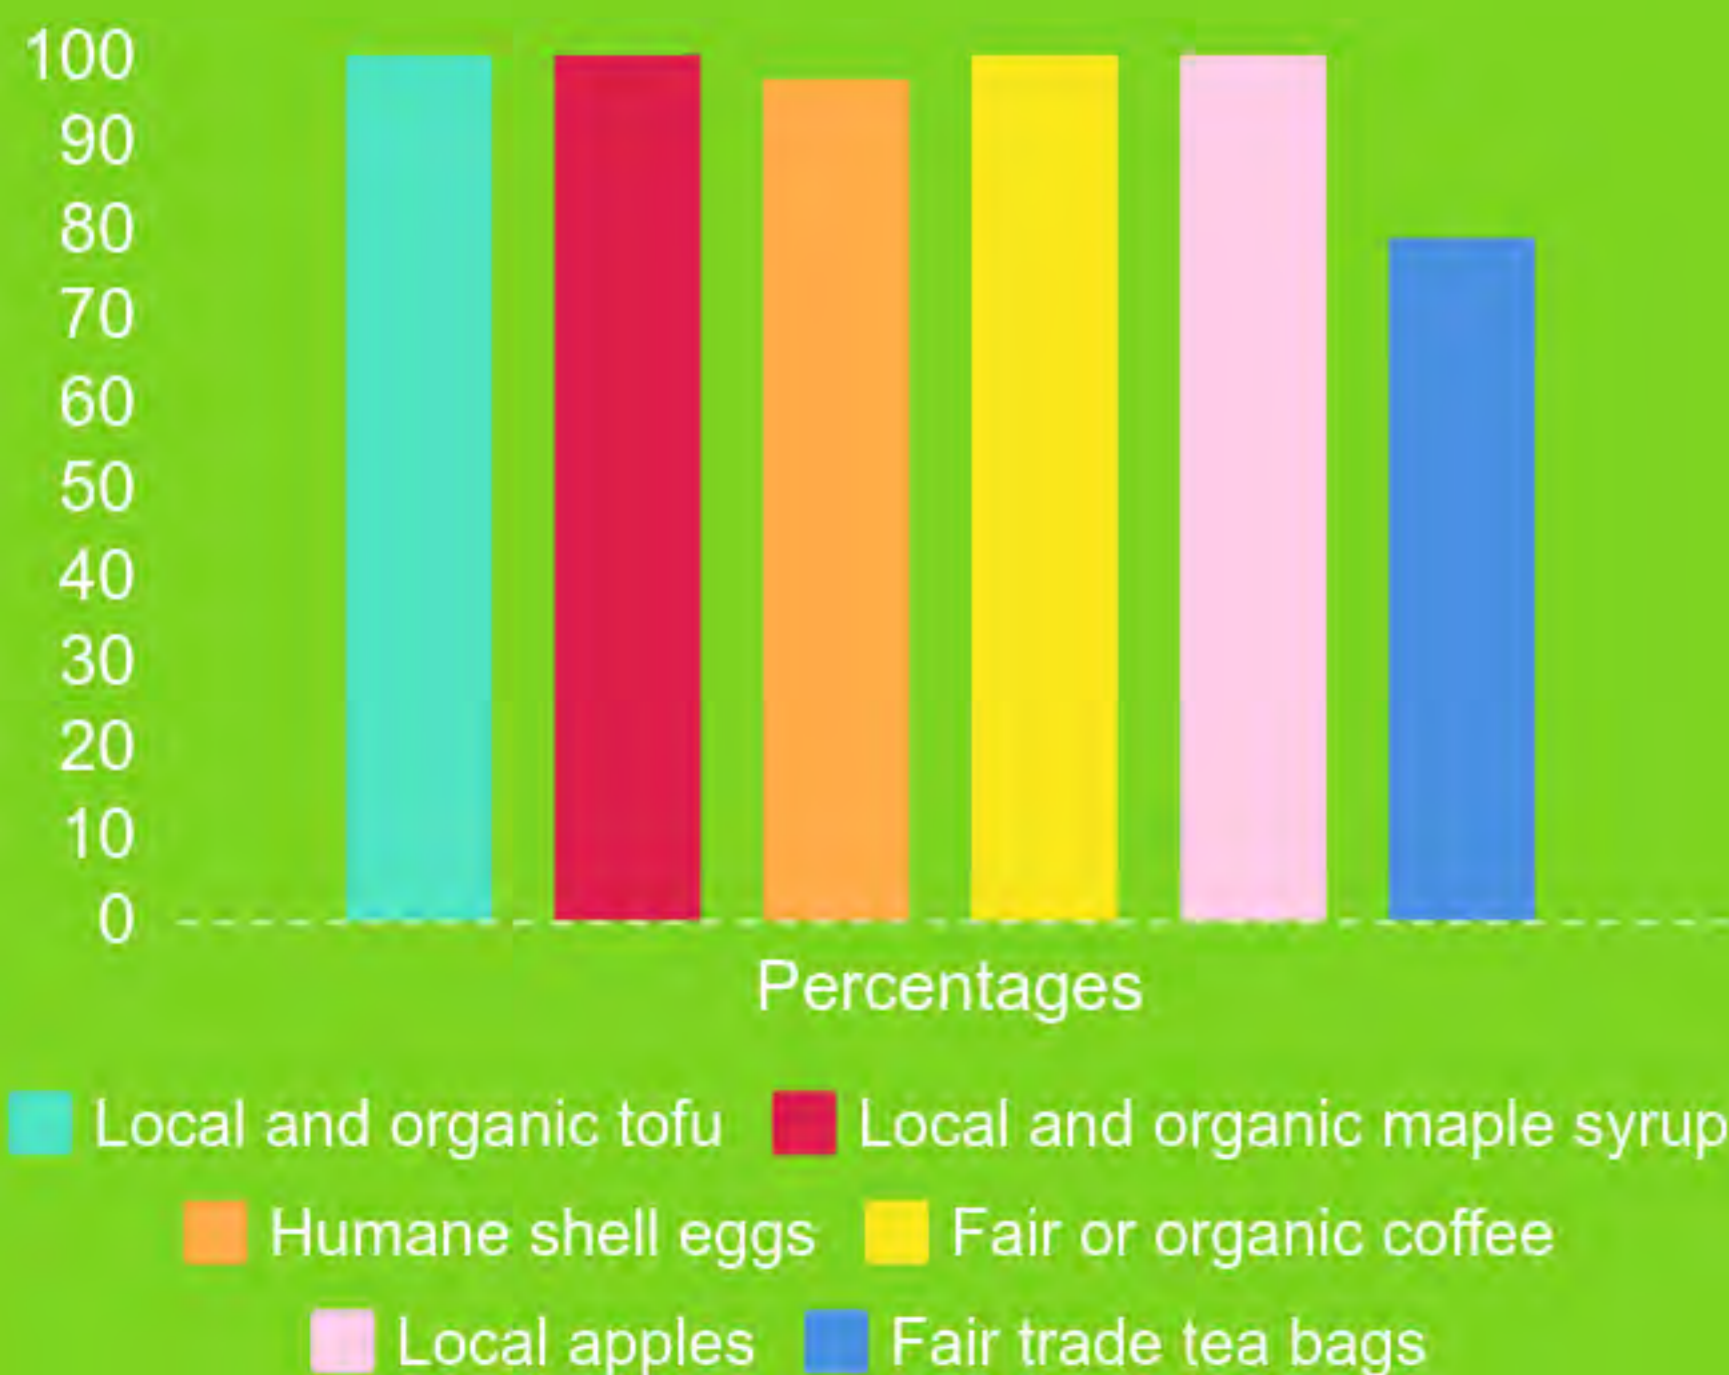 100
90
80
70
60
50
40
30
20
10
0
Percentages
Local and organic tofu Local and organic maple syrup
Humane shell eggs Fair or organic coffee
Local apples Fair trade tea bags